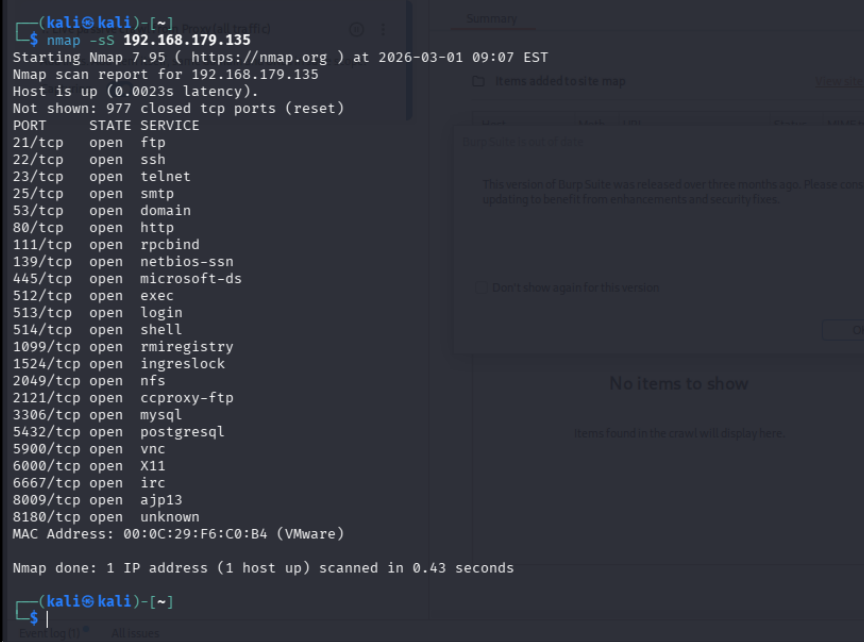 (kali㉿kali)-[~]
$ nmap -sS 192.168.179.135
Starting Nmap 7.95 ( https://nmap.org ) at 2026-03-01 09:07 EST
Nmap scan report for 192.168.179.135
Host is up (0.0023s latency).
Not shown: 977 closed tcp ports (reset)
PORT     STATE SERVICE
21/tcp   open  ftp
22/tcp   open  ssh
23/tcp   open  telnet
25/tcp   open  smtp
53/tcp   open  domain
80/tcp   open  http
111/tcp  open  rpcbind
139/tcp  open  netbios-ssn
445/tcp  open  microsoft-ds
512/tcp  open  exec
513/tcp  open  login
514/tcp  open  shell
1099/tcp open  rmiregistry
1524/tcp open  ingreslock
2049/tcp open  nfs
2121/tcp open  ccproxy-ftp
3306/tcp open  mysql
5432/tcp open  postgresql
5900/tcp open  vnc
6000/tcp open  X11
6667/tcp open  irc
8009/tcp open  ajp13
8180/tcp open  unknown
MAC Address: 00:0C:29:F6:C0:B4 (VMware)
Nmap done: 1 IP address (1 host up) scanned in 0.43 seconds
(kali㉿kali)-[~]
$
Summary
Items added to site map
This version of Burp Suite was released over three months ago. Please
updating to benefit from enhancements and security fixes.
Don't show again for this version
No items to show
Items found in the crawl will display here
Event log (1)
All issues